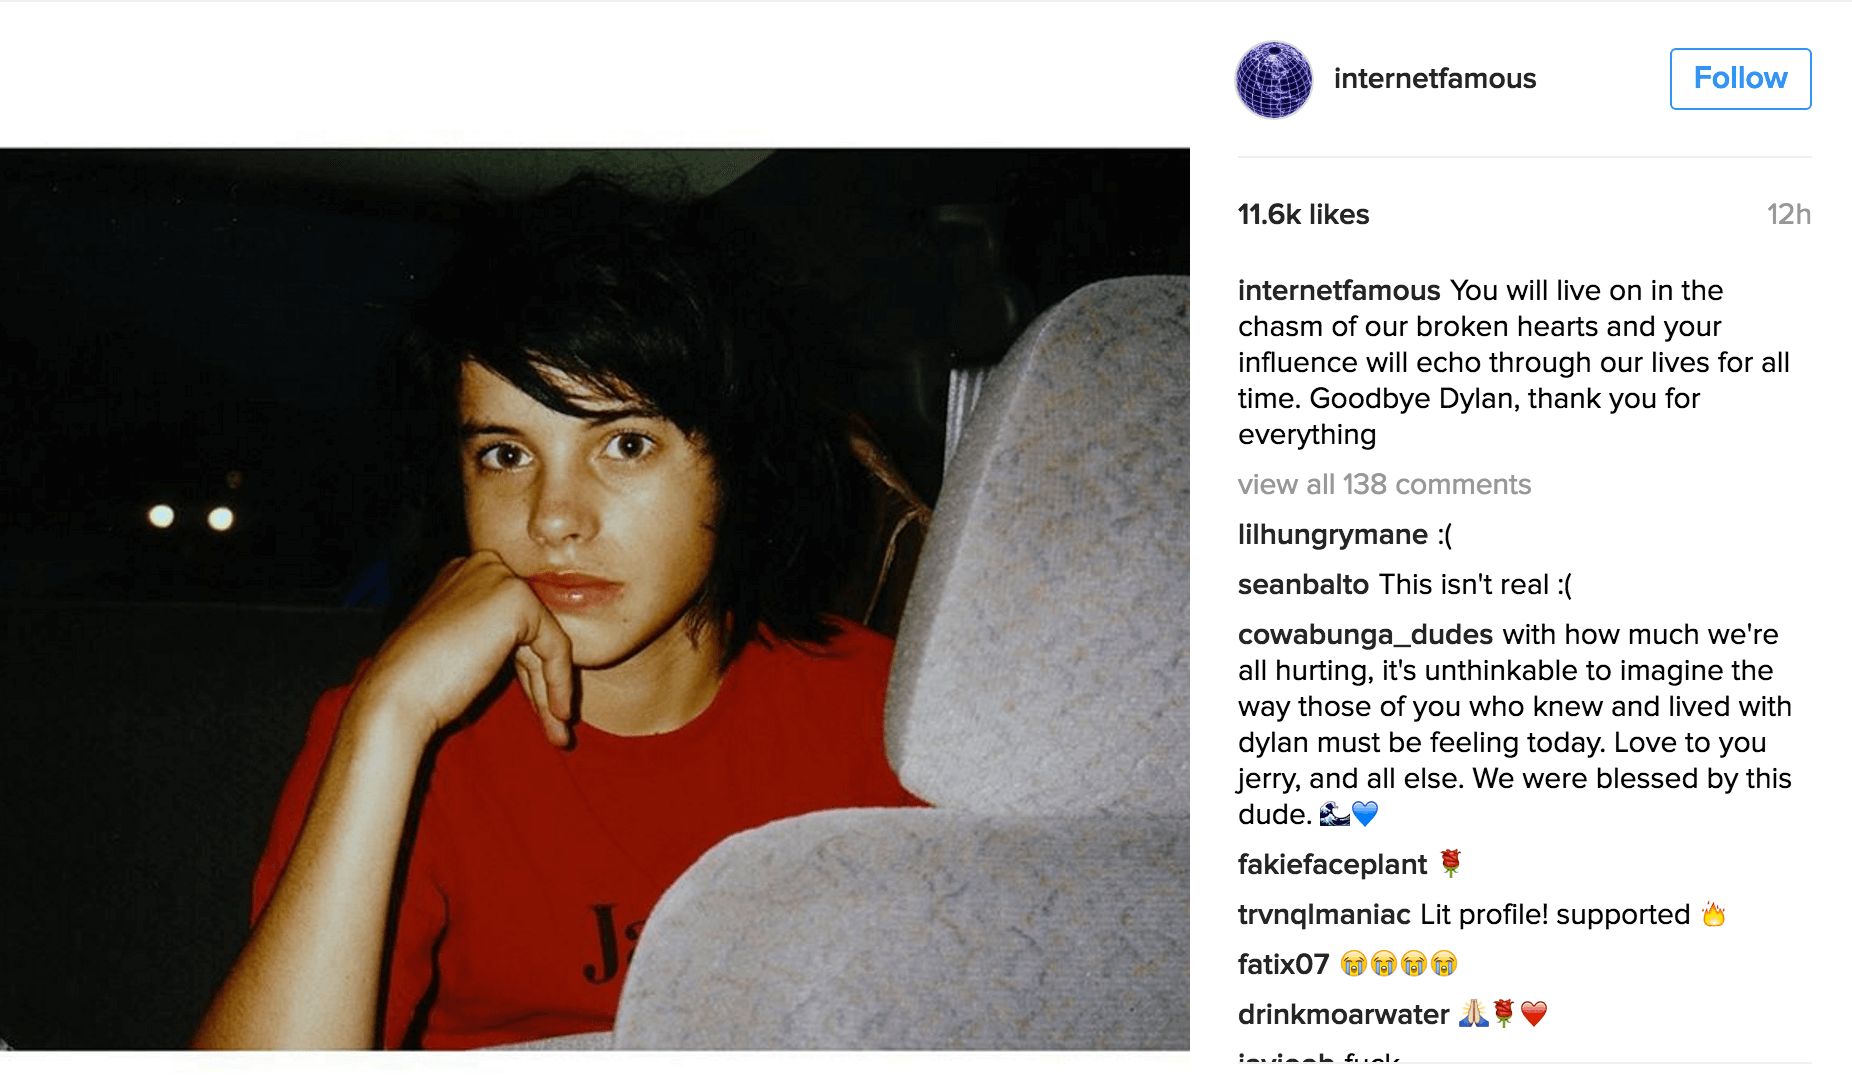 internetfamous
Follow
11.6k likes
12h
internetfamous You will live on in the
chasm of our broken hearts and your
influence will echo through our lives for all
time. Goodbye Dylan, thank you for
everything
view all 138 comments
lilhungrymane :(
seanbalto This isn't real :(
cowabunga_dudes with how much we're
all hurting, it's unthinkable to imagine the
way those of you who knew and lived with
dylan must be feeling today. Love to you
jerry, and all else. We were blessed by this
dude. 🌊💙
fakiefaceplant 🌹
trvnqlmaniac Lit profile! supported 🔥
fatix07 😭😭😭😭
drinkmoarwater 🙏🌹❤️
fuck
Ja